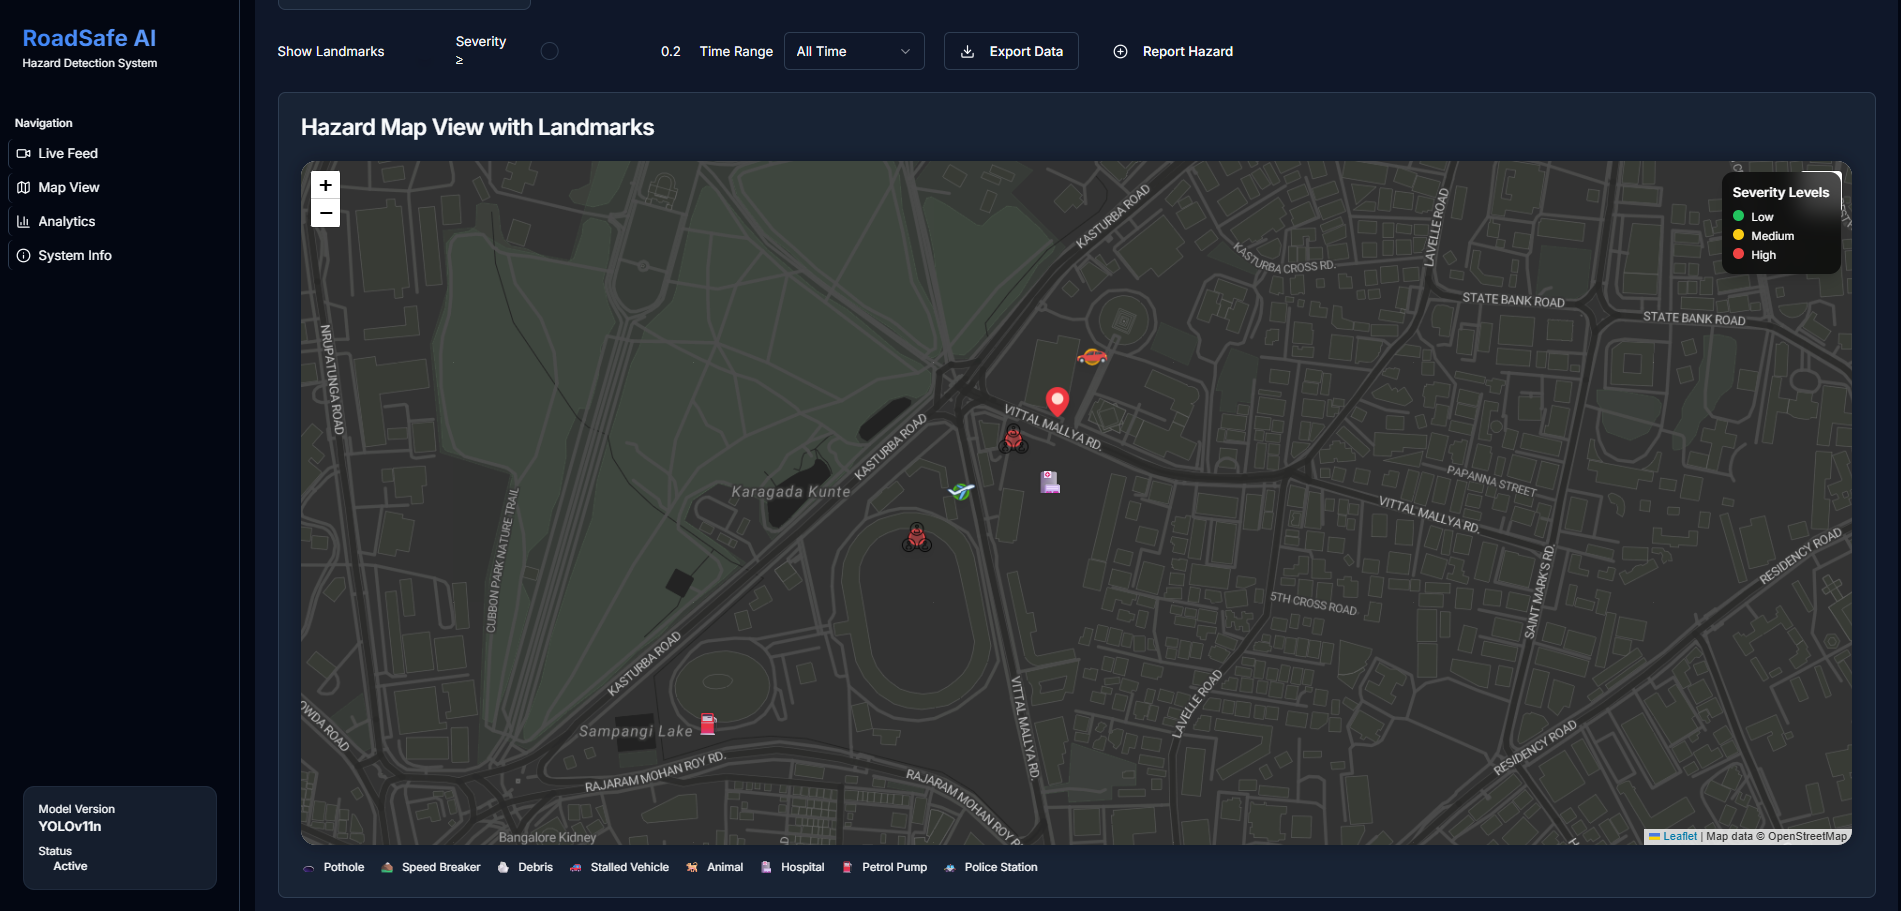 RoadSafe AI
Hazard Detection System
Navigation
Live Feed
Map View
Analytics
System Info
Model Version
YOLOv11n
Status
Active
Show Landmarks
Severity
≥
0.2
Time Range
All Time
Export Data
Report Hazard
Hazard Map View with Landmarks
+
−
Severity Levels
Low
Medium
High
KASTURBA ROAD
LAVELLE ROAD
KASTURBA CROSS RD.
STATE BANK ROAD
STATE BANK ROAD
NRUPATUNGA ROAD
VITTAL MALLYA RD.
KASTURBA ROAD
Karagada Kunte
PAPANNA STREET
VITTAL MALLYA RD.
CUBBON PARK NATURE TRAIL
RESIDENCY ROAD
SAINT MARK'S RD.
5TH CROSS ROAD
KASTURBA ROAD
LAVELLE ROAD
VITTAL MALLYA RD.
OWDA ROAD
Sampangi Lake
RESIDENCY ROAD
RAJARAM MOHAN ROY RD.
RAJARAM MOHAN ROY R
Bangalore Kidney
Leaflet | Map data © OpenStreetMap
Pothole
Speed Breaker
Debris
Stalled Vehicle
Animal
Hospital
Petrol Pump
Police Station